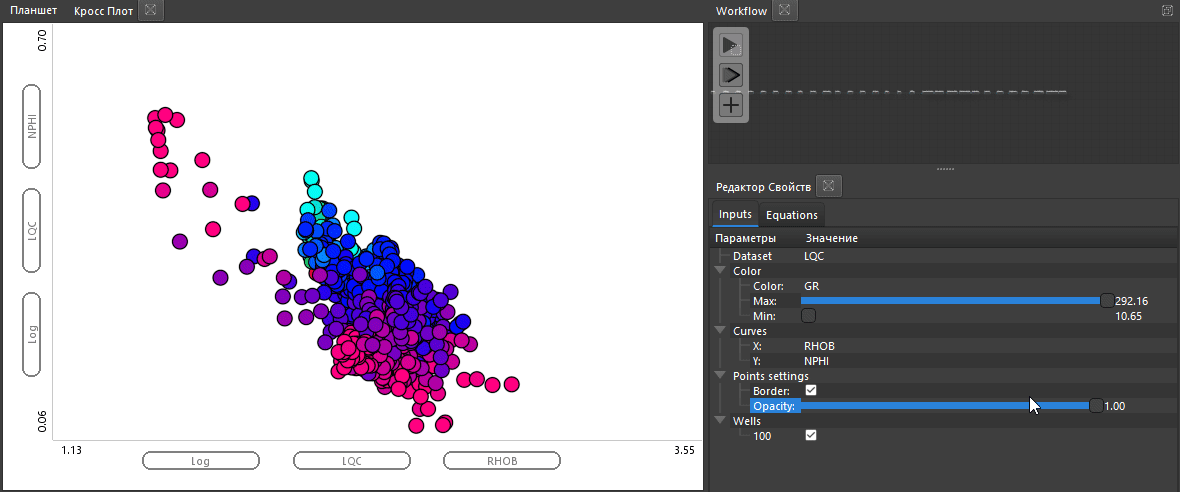 Планшет
Кросс Плот
0.70
NPHI
LQC
Log
0.06
1.13
3.55
Log
LQC
RHOB
Workflow
Редактор Свойств
Inputs
Equations
Параметры Значение
Dataset LQC
Color
Color: GR
Max: 292.16
Min: 10.65
Curves
X: RHOB
Y: NPHI
Points settings
Border:
Opacity: 1.00
Wells
100